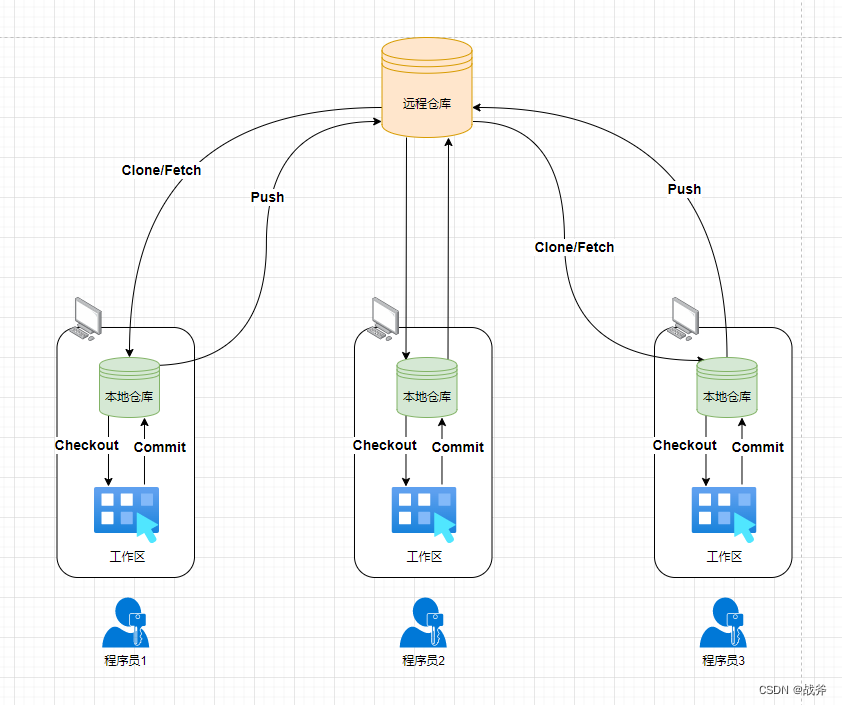 远程仓库
Clone/Fetch
Push
Push
Clone/Fetch
本地仓库
本地仓库
本地仓库
Checkout
Commit
Checkout
Commit
Checkout
Commit
工作区
工作区
工作区
程序员1
程序员2
程序员3
CSDN @战斧